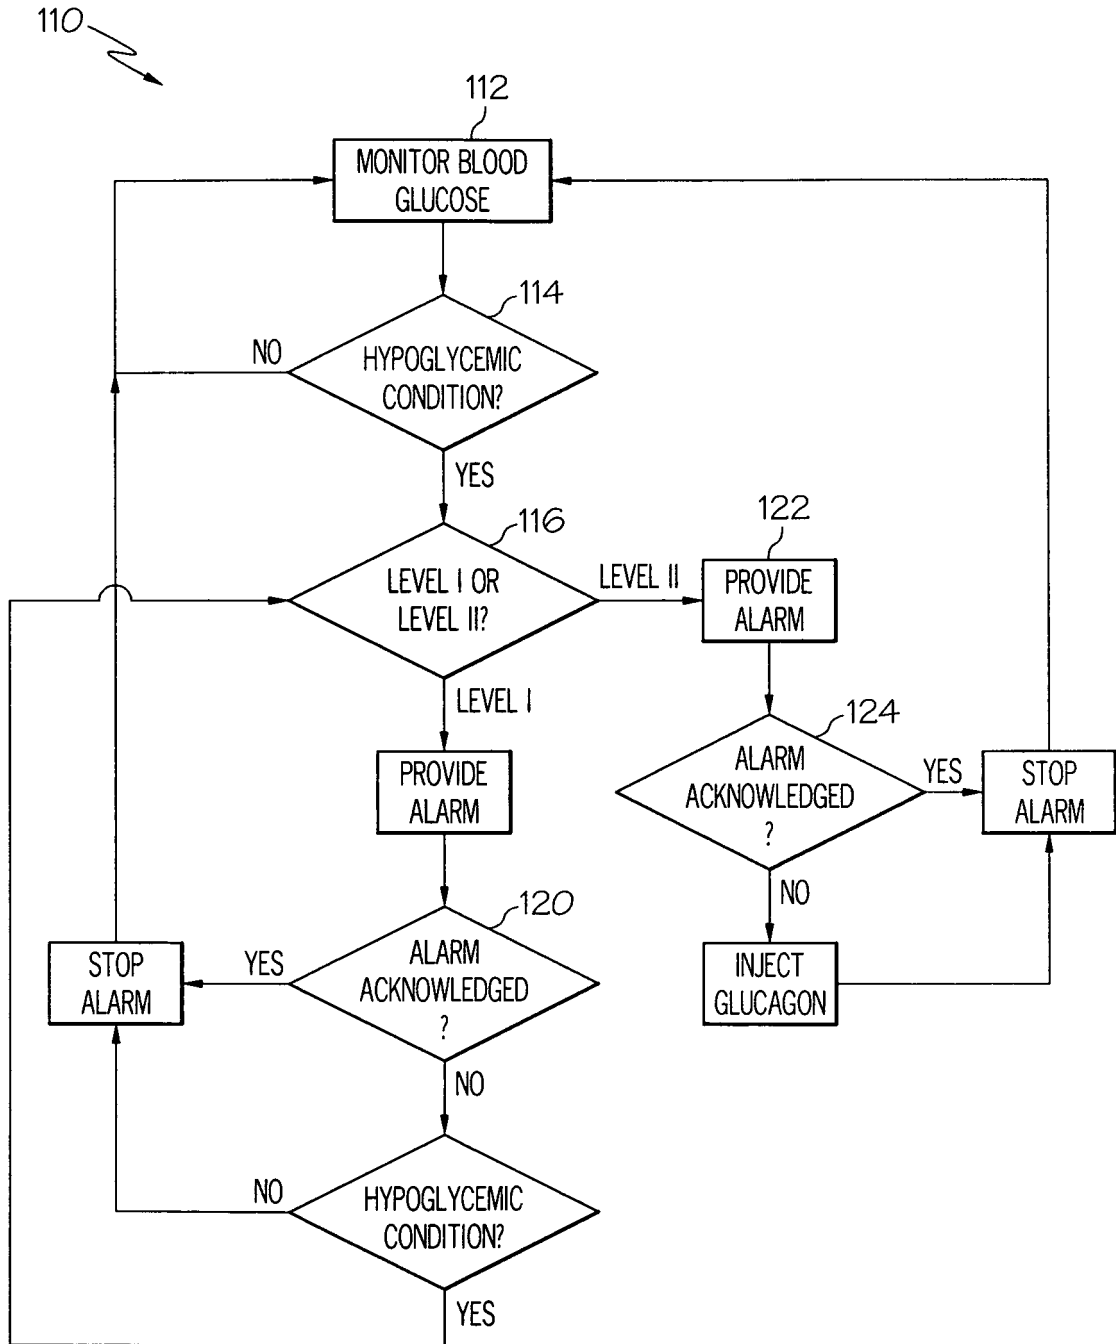 110
112
MONITOR BLOOD
GLUCOSE
114
NO
HYPOGLYCEMIC
CONDITION?
YES
116
122
LEVEL I OR
LEVEL II?
LEVEL II
PROVIDE
ALARM
LEVEL I
124
PROVIDE
ALARM
ALARM
ACKNOWLEDGED
?
YES
STOP
ALARM
NO
120
STOP
ALARM
YES
ALARM
ACKNOWLEDGED
?
INJECT
GLUCAGON
NO
NO
HYPOGLYCEMIC
CONDITION?
YES